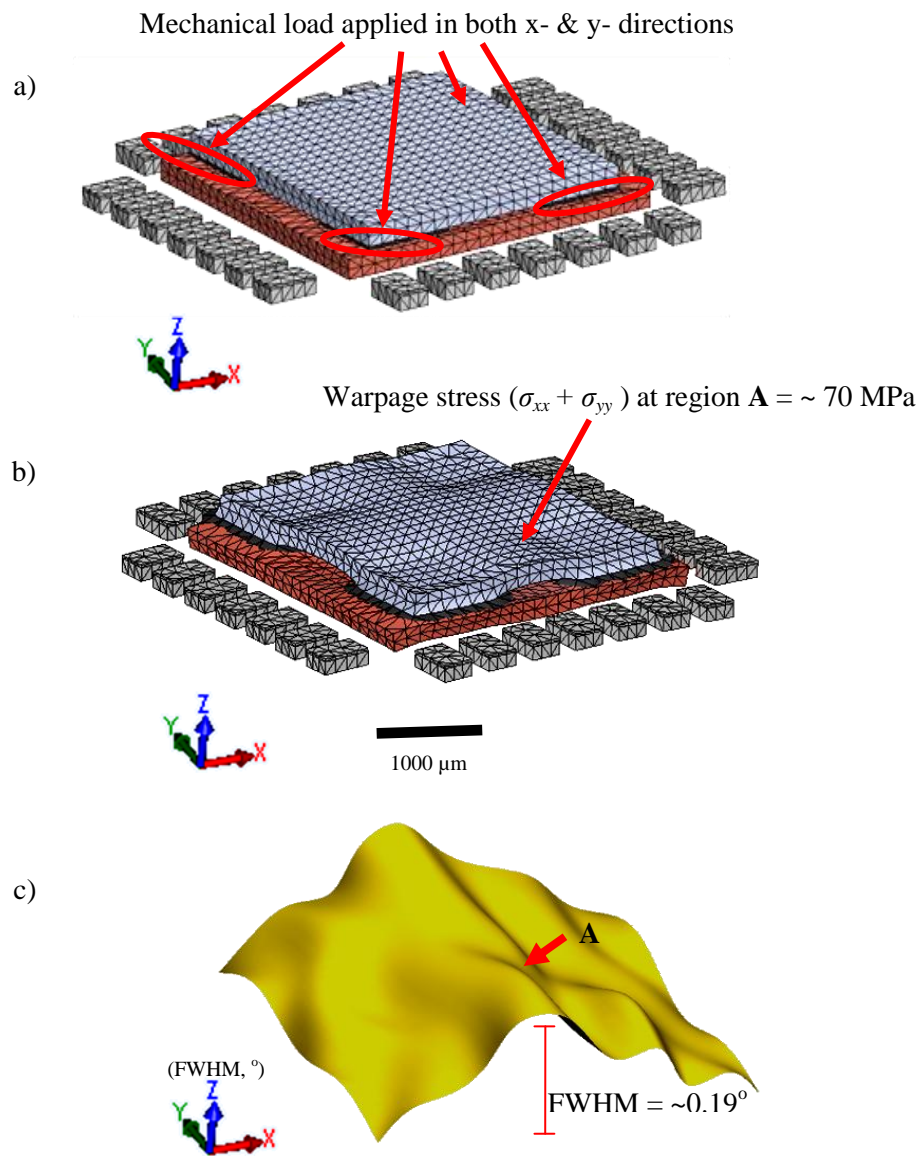 Mechanical load applied in both x- & y- directions
a)
Z
Y
X
Warpage stress (σxx + σyy ) at region A = ~ 70 MPa
b)
Z
Y
X
1000 µm
c)
A
(FWHM, °)
Z
Y
X
FWHM = ~0.19°